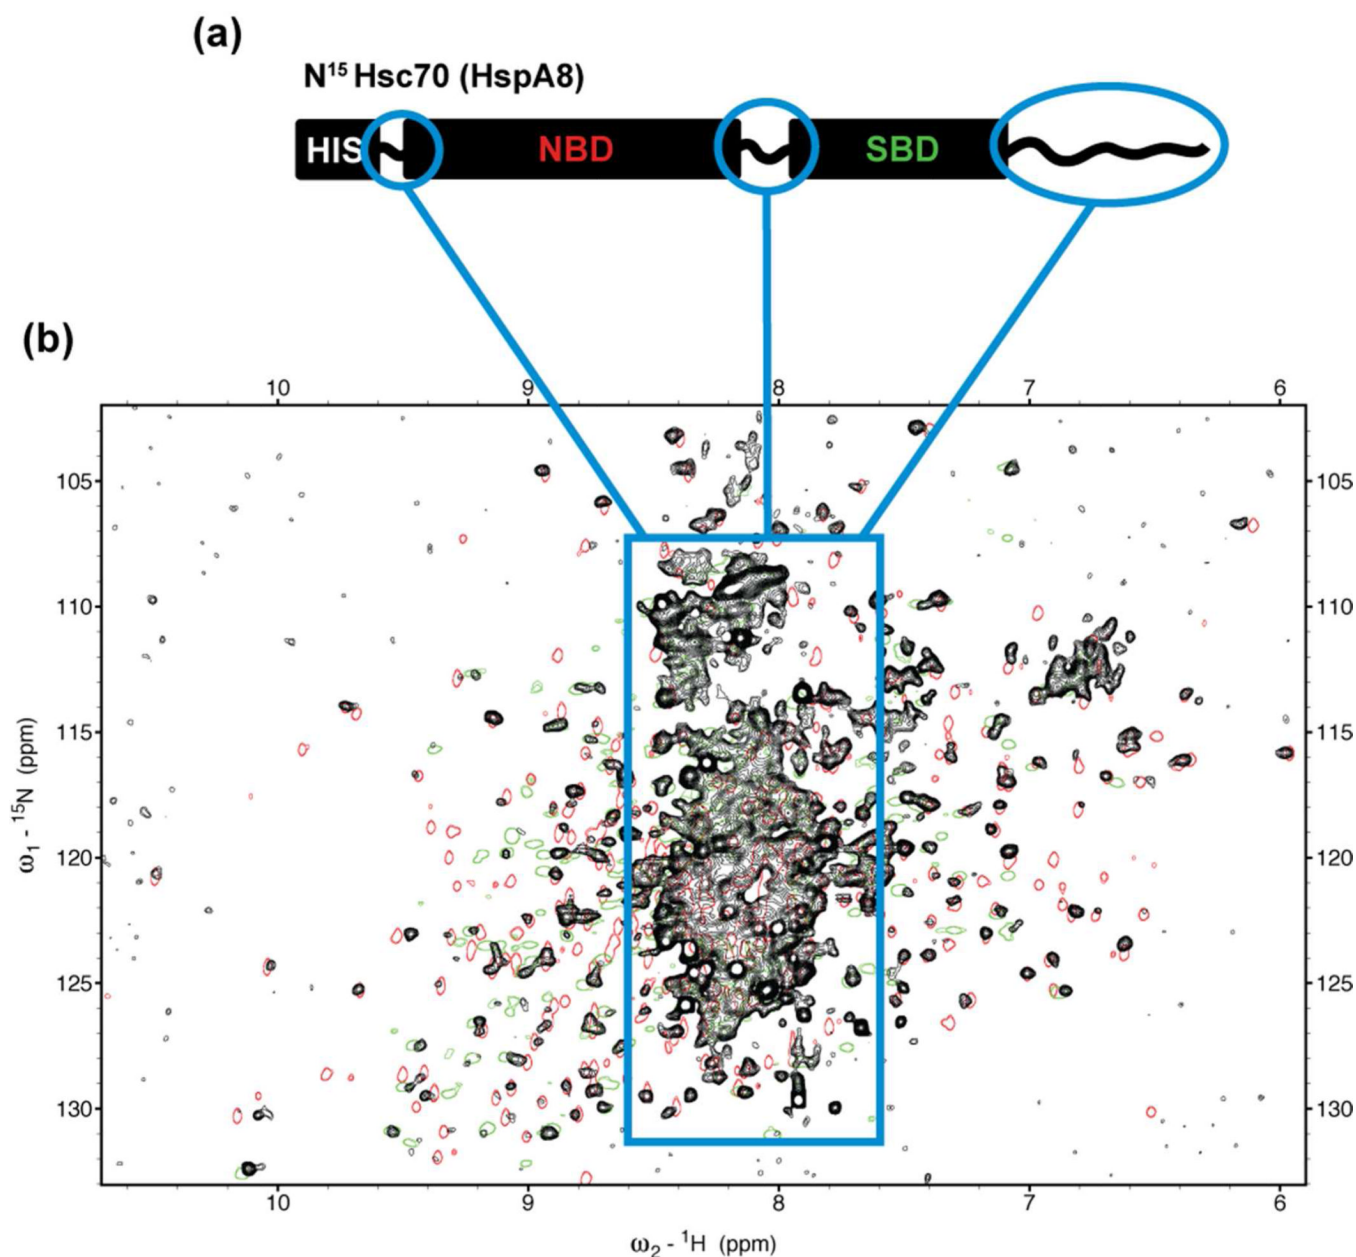 (a)
N¹⁵ Hsc70 (HspA8)
HIS NBD SBD
(b)
10 9 8 7 6
105 105
110 110
115 115
120 120
125 125
130 130
10 9 8 7 6
ω₁ - ¹⁵N (ppm)
ω₂ - ¹H (ppm)